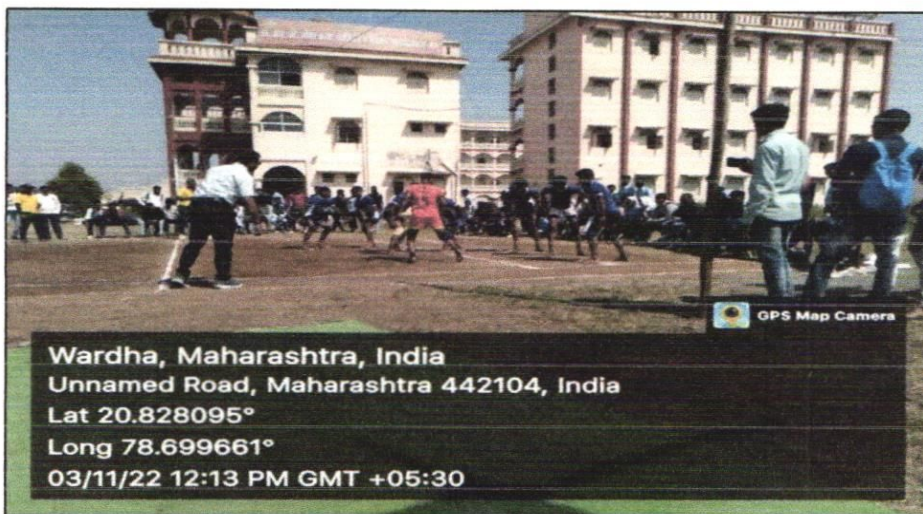 GPS Map Camera
Wardha, Maharashtra, India
Unnamed Road, Maharashtra 442104, India
Lat 20.828095°
Long 78.699661°
03/11/22 12:13 PM GMT +05:30